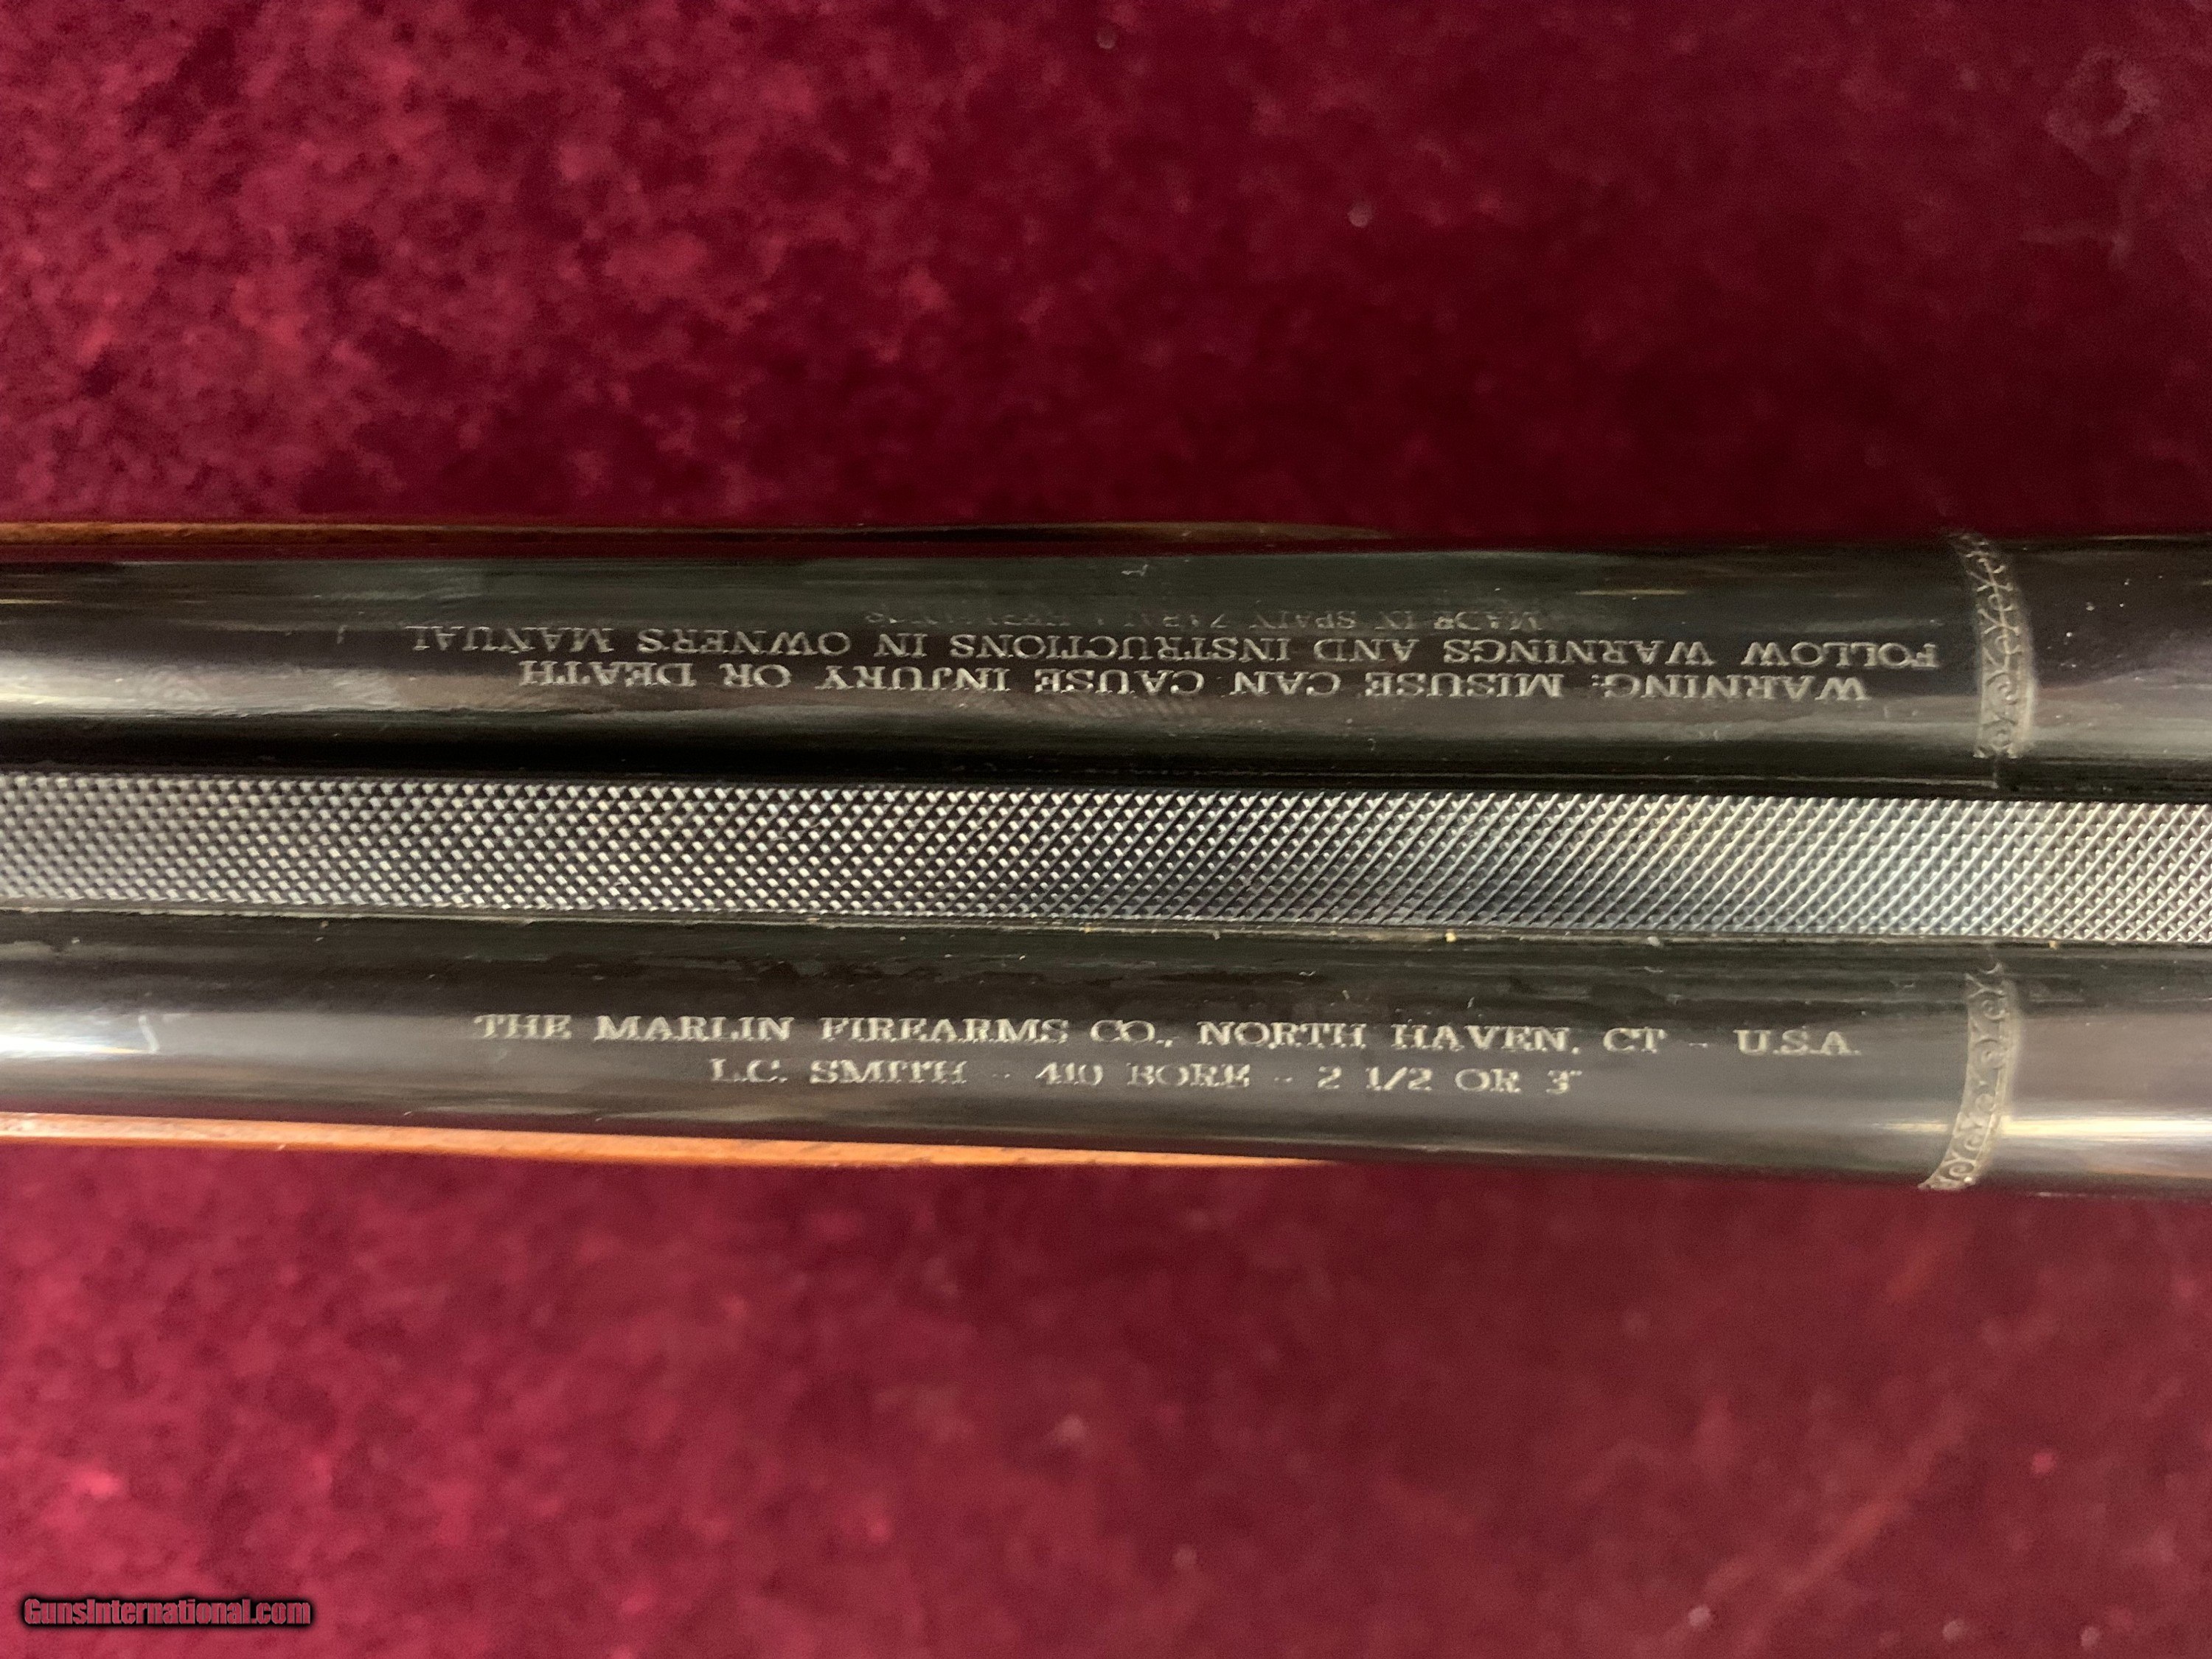 WARNING: MISUSE CAN CAUSE INJURY OR DEATH
FOLLOW WARNINGS AND INSTRUCTIONS IN OWNERS MANUAL
MADE IN SPAIN
THE MARLIN FIREARMS CO., NORTH HAVEN, CT - U.S.A.
L.C. SMITH - 410 BORE - 2 1/2 OR 3"
GunsInternational.com